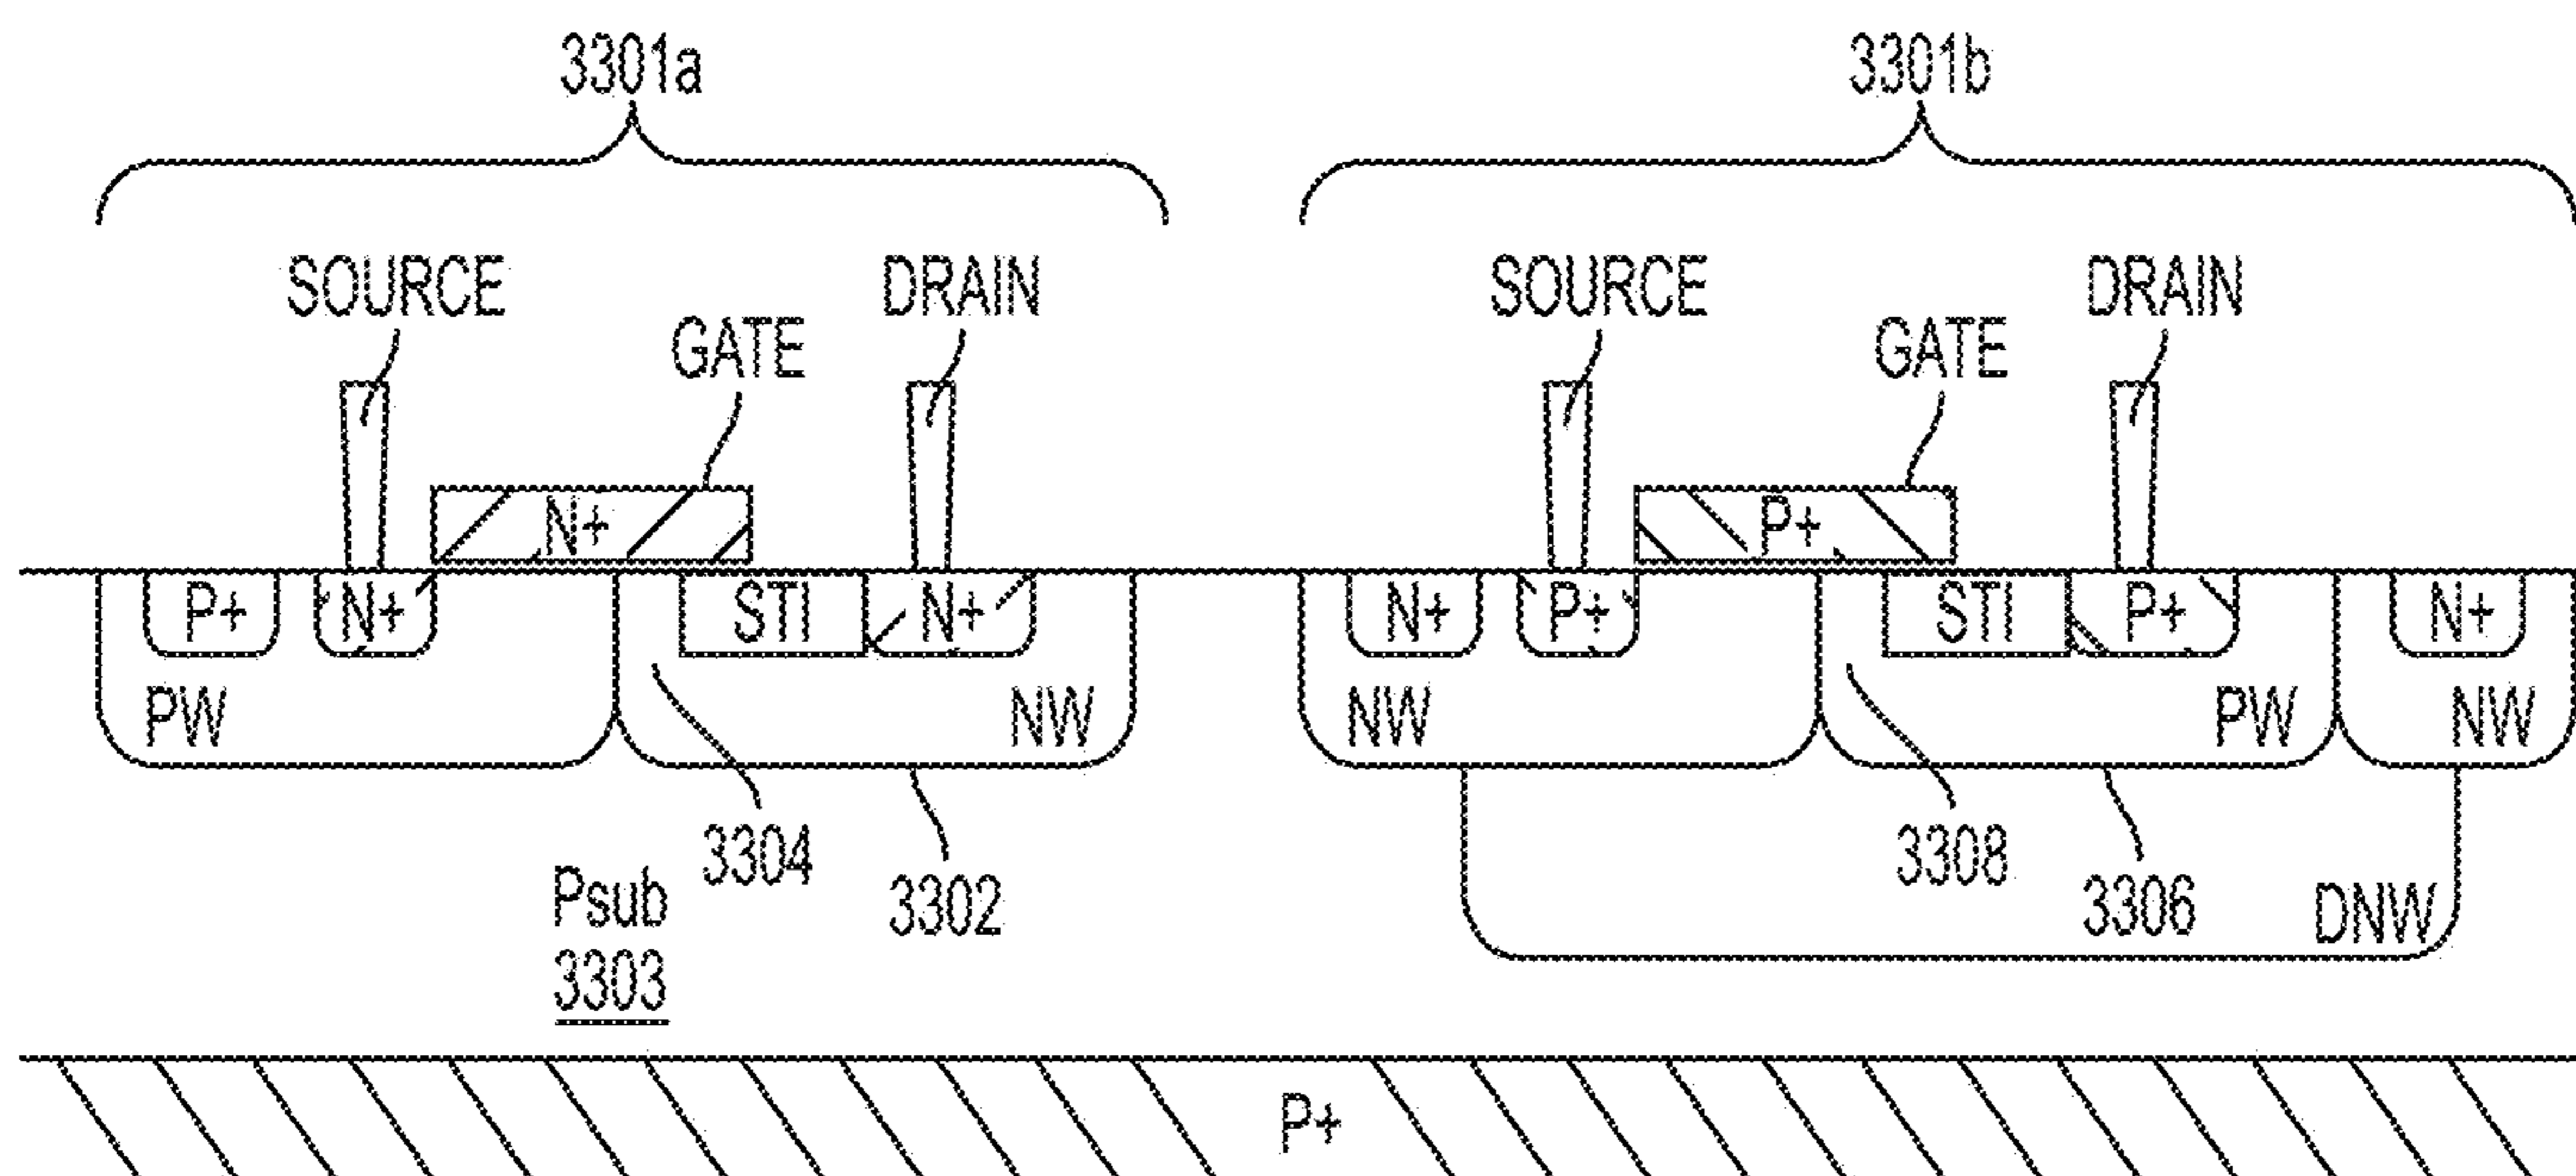 3301a
3301b
SOURCE
DRAIN
SOURCE
DRAIN
GATE
GATE
N+
P+
P+
N+
STI
N+
N+
P+
STI
P+
N+
PW
NW
NW
PW
NW
3304
3302
3308
3306
DNW
Psub
3303
P+